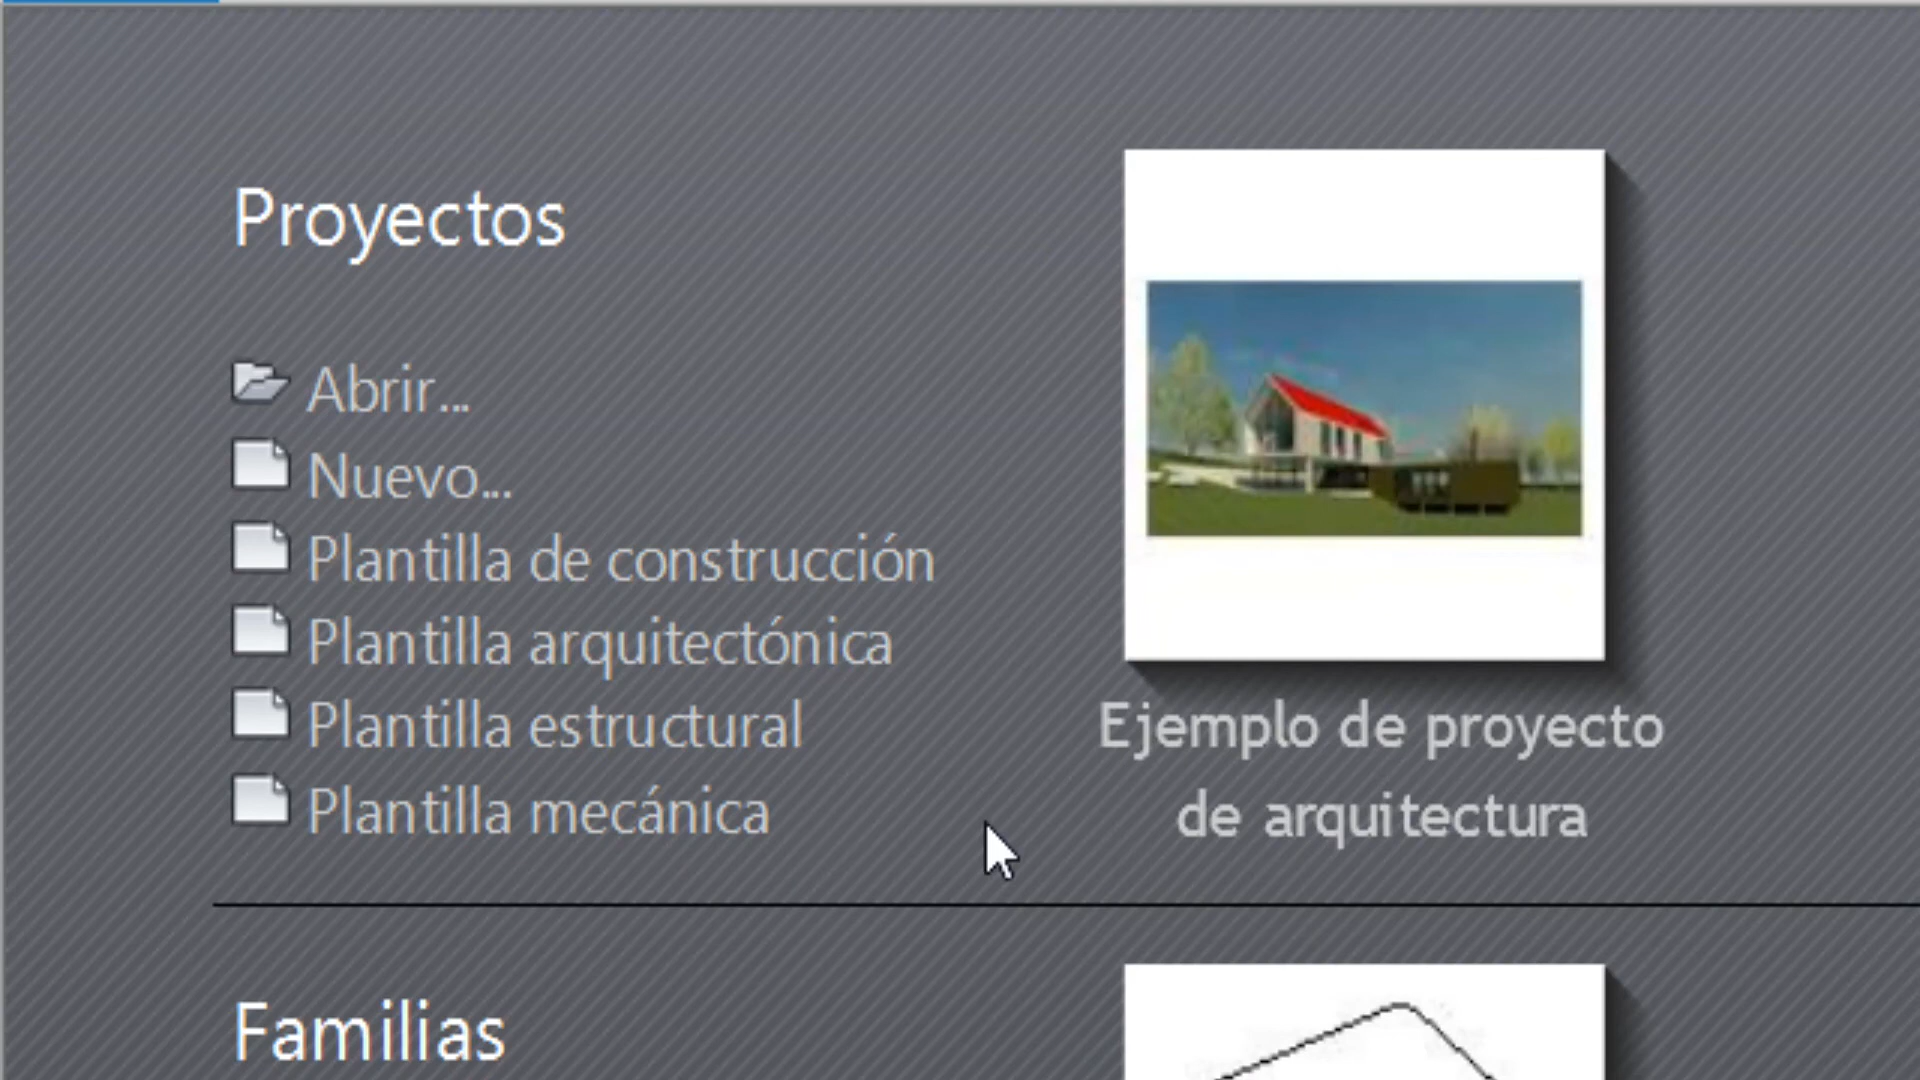 Proyectos
Abrir...
Nuevo...
Plantilla de construcción
Plantilla arquitectónica
Plantilla estructural
Plantilla mecánica
Ejemplo de proyecto
de arquitectura
Familias